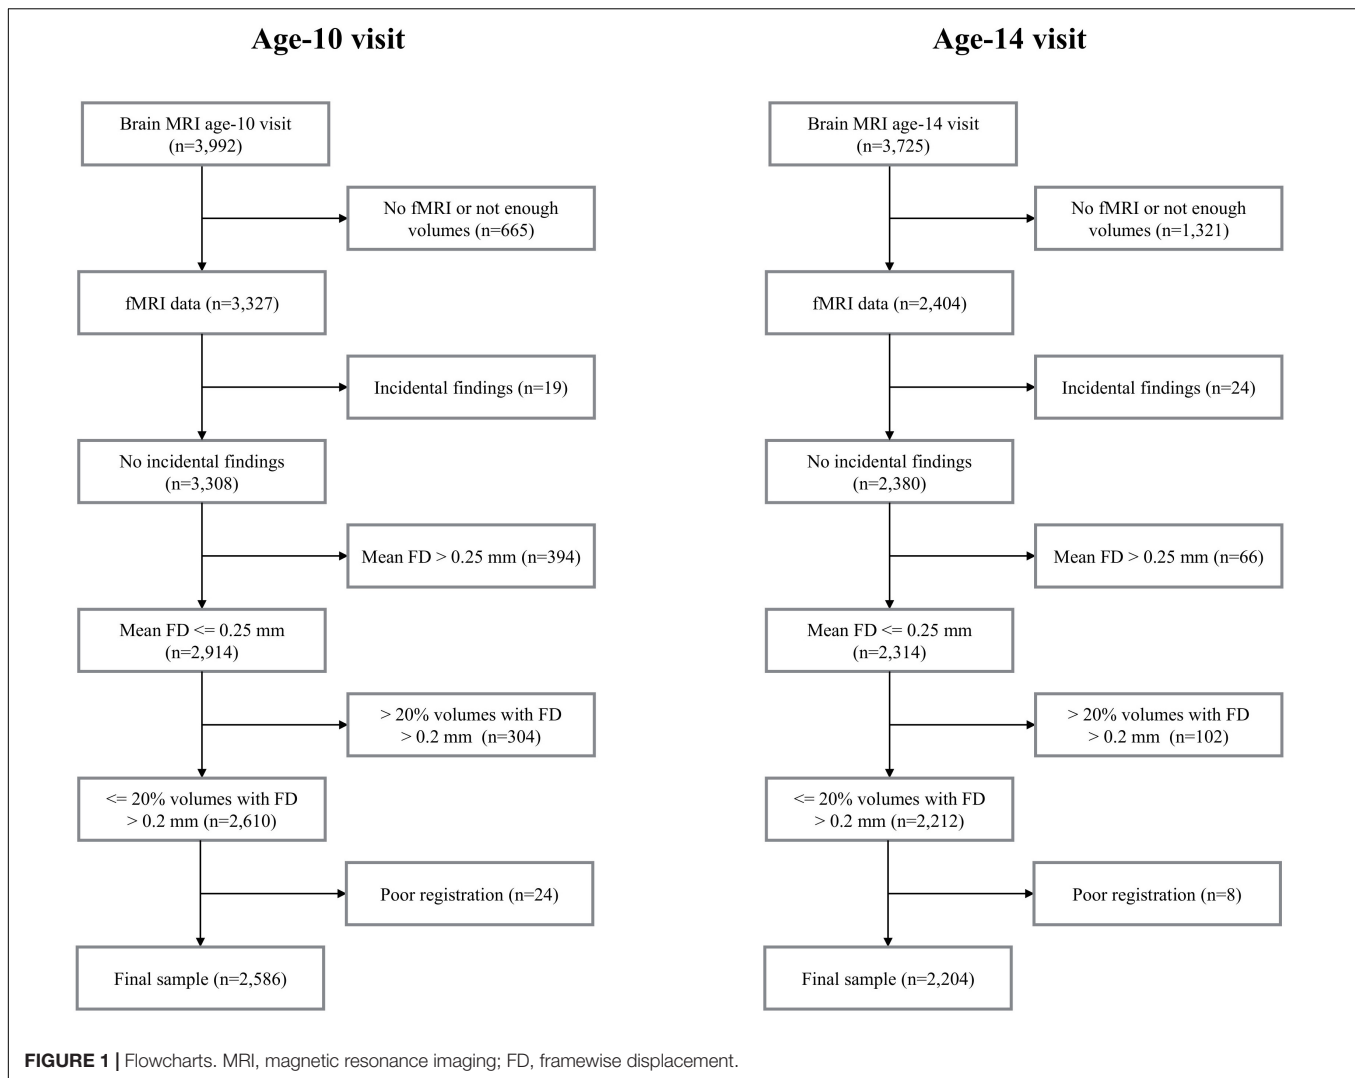 Age-10 visit
Brain MRI age-10 visit
(n=3,992)
No fMRI or not enough
volumes (n=665)
fMRI data (n=3,327)
Incidental findings (n=19)
No incidental findings
(n=3,308)
Mean FD > 0.25 mm (n=394)
Mean FD <= 0.25 mm
(n=2,914)
> 20% volumes with FD
> 0.2 mm (n=304)
<= 20% volumes with FD
> 0.2 mm (n=2,610)
Poor registration (n=24)
Final sample (n=2,586)
Age-14 visit
Brain MRI age-14 visit
(n=3,725)
No fMRI or not enough
volumes (n=1,321)
fMRI data (n=2,404)
Incidental findings (n=24)
No incidental findings
(n=2,380)
Mean FD > 0.25 mm (n=66)
Mean FD <= 0.25 mm
(n=2,314)
> 20% volumes with FD
> 0.2 mm (n=102)
<= 20% volumes with FD
> 0.2 mm (n=2,212)
Poor registration (n=8)
Final sample (n=2,204)
FIGURE 1 | Flowcharts. MRI, magnetic resonance imaging; FD, framewise displacement.